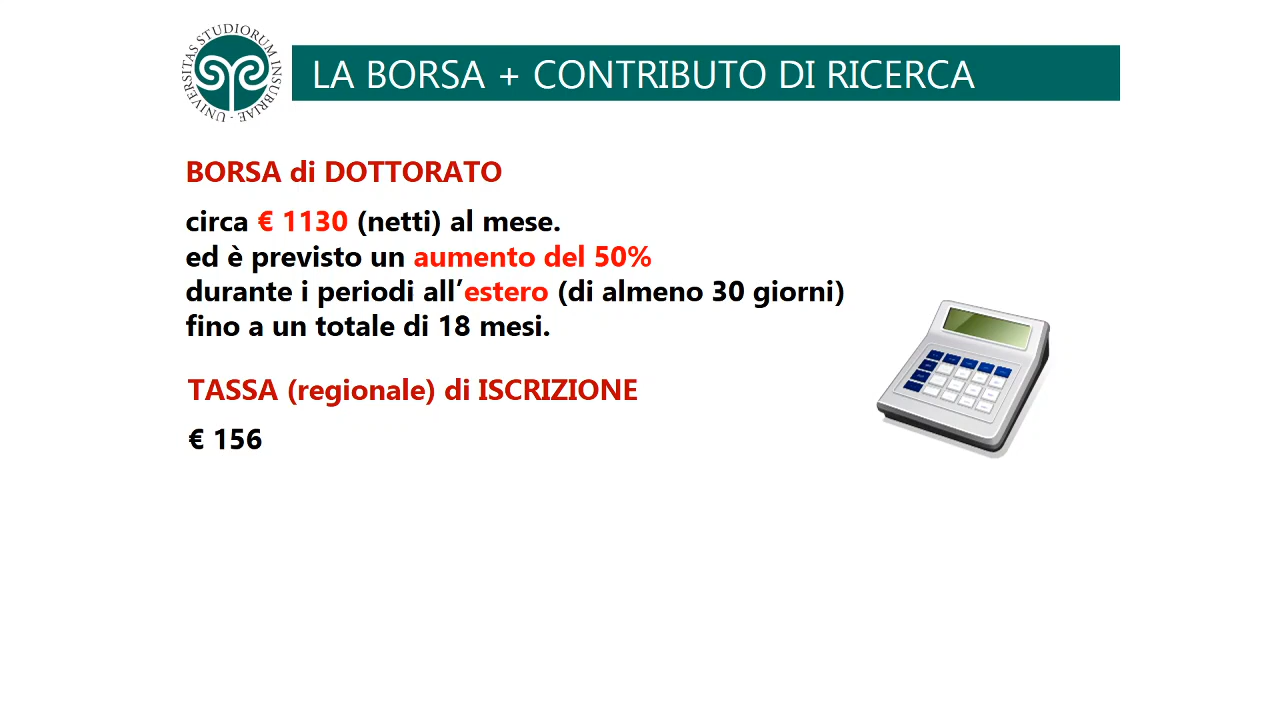 UNIVERSITAS STUDIORUM INSUBRIAE
LA BORSA + CONTRIBUTO DI RICERCA
BORSA di DOTTORATO
circa € 1130 (netti) al mese.
ed è previsto un aumento del 50%
durante i periodi all’estero (di almeno 30 giorni)
fino a un totale di 18 mesi.
TASSA (regionale) di ISCRIZIONE
€ 156